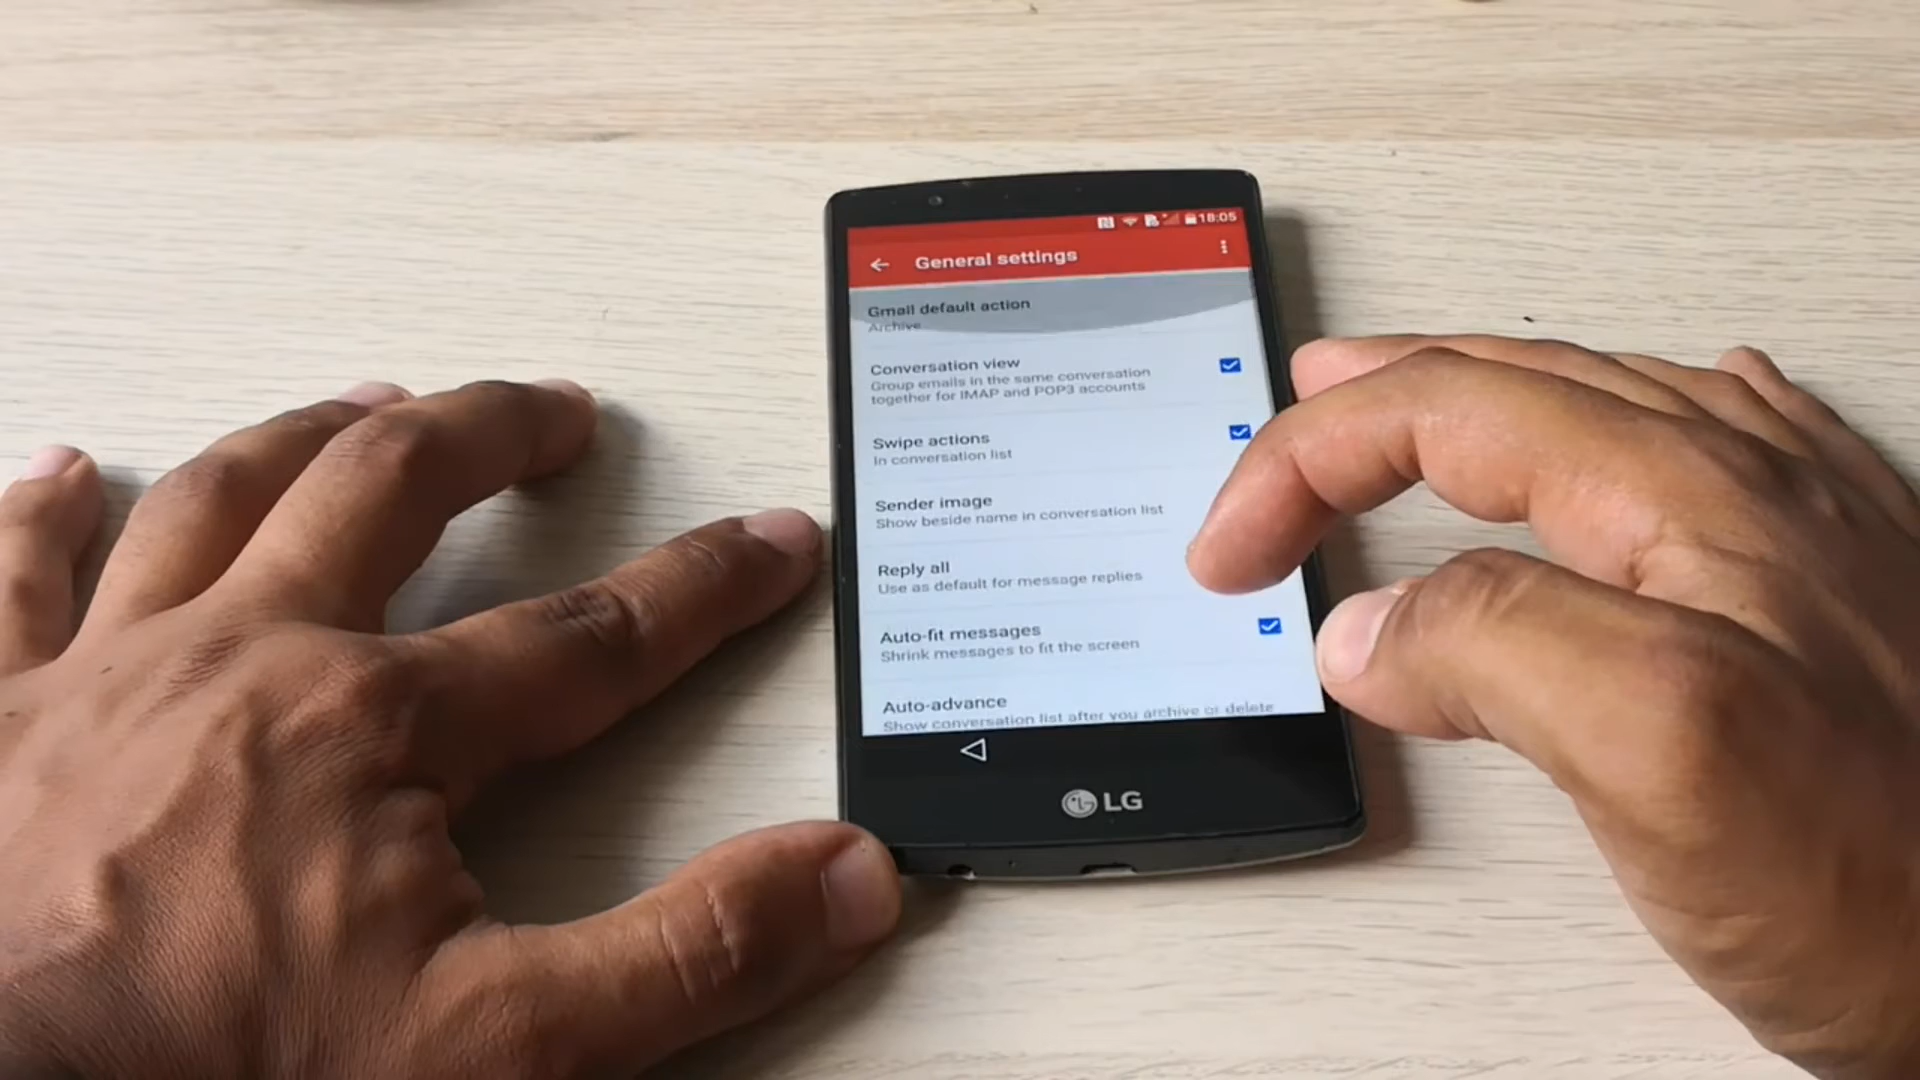 18:05
General settings
Gmail default action
Archive
Conversation view
Group emails in the same conversation
together for IMAP and POP3 accounts
Swipe actions
In conversation list
Sender image
Show beside name in conversation list
Reply all
Use as default for message replies
Auto-fit messages
Shrink messages to fit the screen
Auto-advance
Show conversation list after you archive or delete
LG